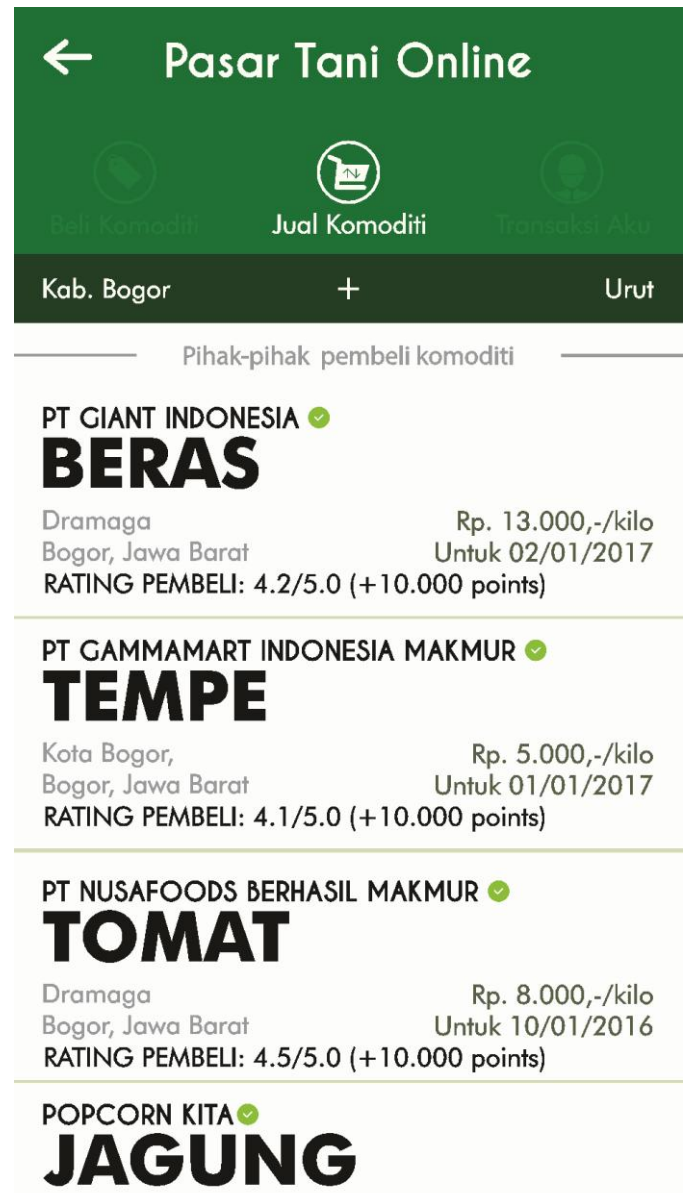 Pasar Tani Online
Beli Komoditi
Jual Komoditi
Transaksi Aku
Kab. Bogor + Urut
Pihak-pihak pembeli komoditi
PT GIANT INDONESIA
BERAS
Dramaga Rp. 13.000,-/kilo
Bogor, Jawa Barat Untuk 02/01/2017
RATING PEMBELI: 4.2/5.0 (+10.000 points)
PT GAMMAMART INDONESIA MAKMUR
TEMPE
Kota Bogor, Rp. 5.000,-/kilo
Bogor, Jawa Barat Untuk 01/01/2017
RATING PEMBELI: 4.1/5.0 (+10.000 points)
PT NUSAFOODS BERHASIL MAKMUR
TOMAT
Dramaga Rp. 8.000,-/kilo
Bogor, Jawa Barat Untuk 10/01/2016
RATING PEMBELI: 4.5/5.0 (+10.000 points)
POPCORN KITA
JAGUNG